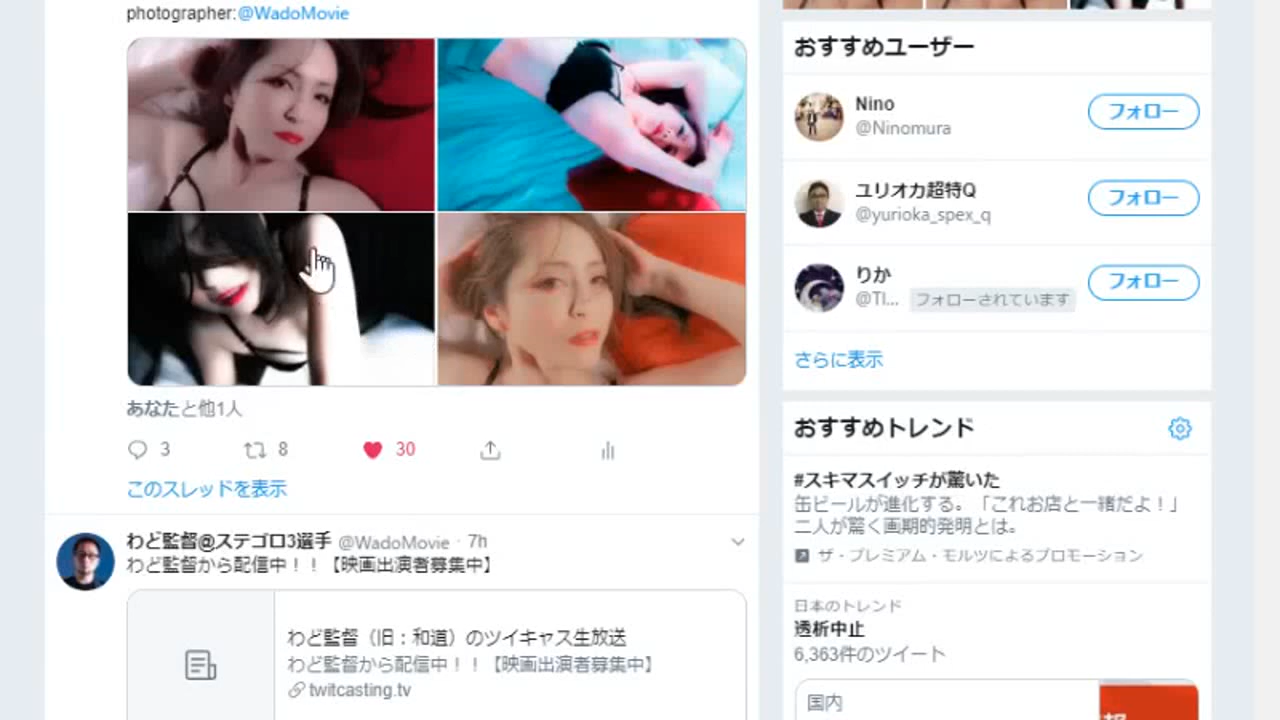 photographer:@WadoMovie
あなたと他1人
3
8
30
このスレッドを表示
わど監督@ステゴロ3選手 @WadoMovie · 7h
わど監督から配信中！！【映画出演者募集中】
わど監督（旧：和道）のツイキャス生放送
わど監督から配信中！！【映画出演者募集中】
twitcasting.tv
おすすめユーザー
Nino
@Ninomura
フォロー
ユリオカ超特Q
@yurioka_spex_q
フォロー
りか
@Tl... フォローされています
フォロー
さらに表示
おすすめトレンド
#スキマスイッチが驚いた
缶ビールが進化する。「これお店と一緒だよ！」
二人が驚く画期的発明とは。
ザ・プレミアム・モルツによるプロモーション
日本のトレンド
透析中止
6,363件のツイート
国内